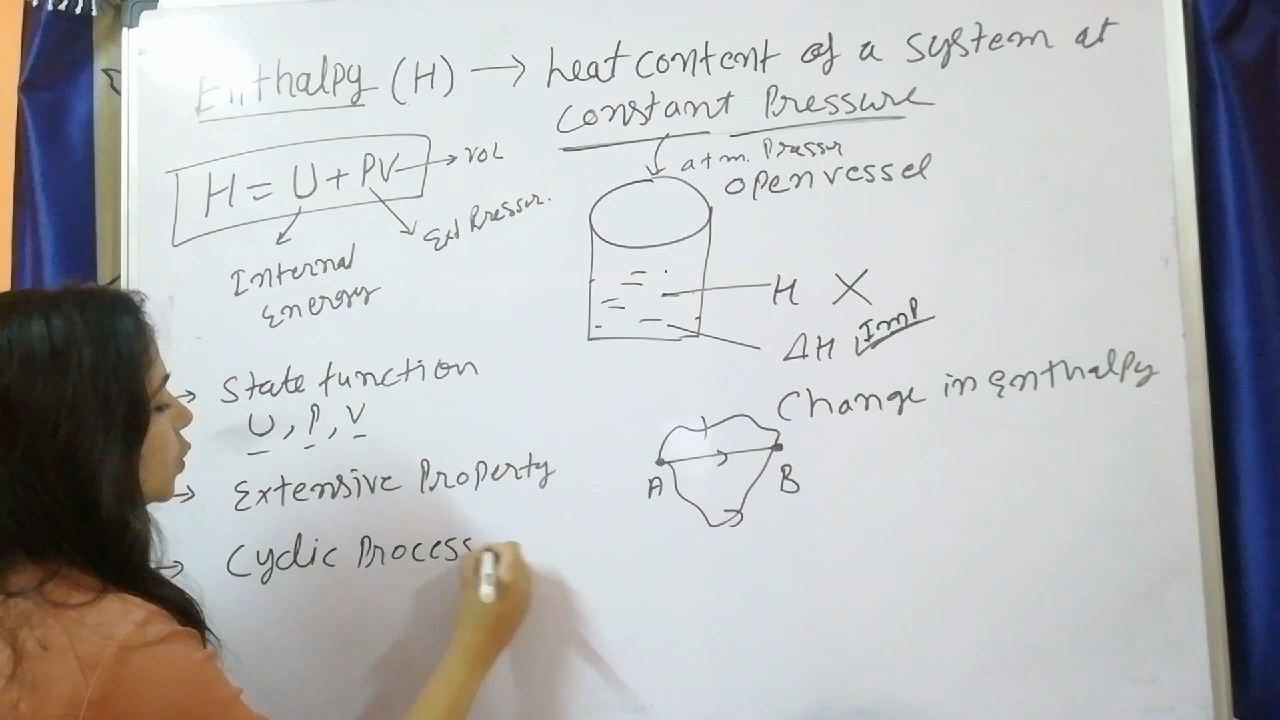 Enthalpy (H) → heat content of a system at
constant Pressure
atm. Pressur
open vessel
H = U + PV → vol
Ext Pressur.
Internal
Energy
H X
ΔH Imp
Change in Enthalpy
→ State function
U, P, V
→ Extensive Property
→ Cyclic Process
A B